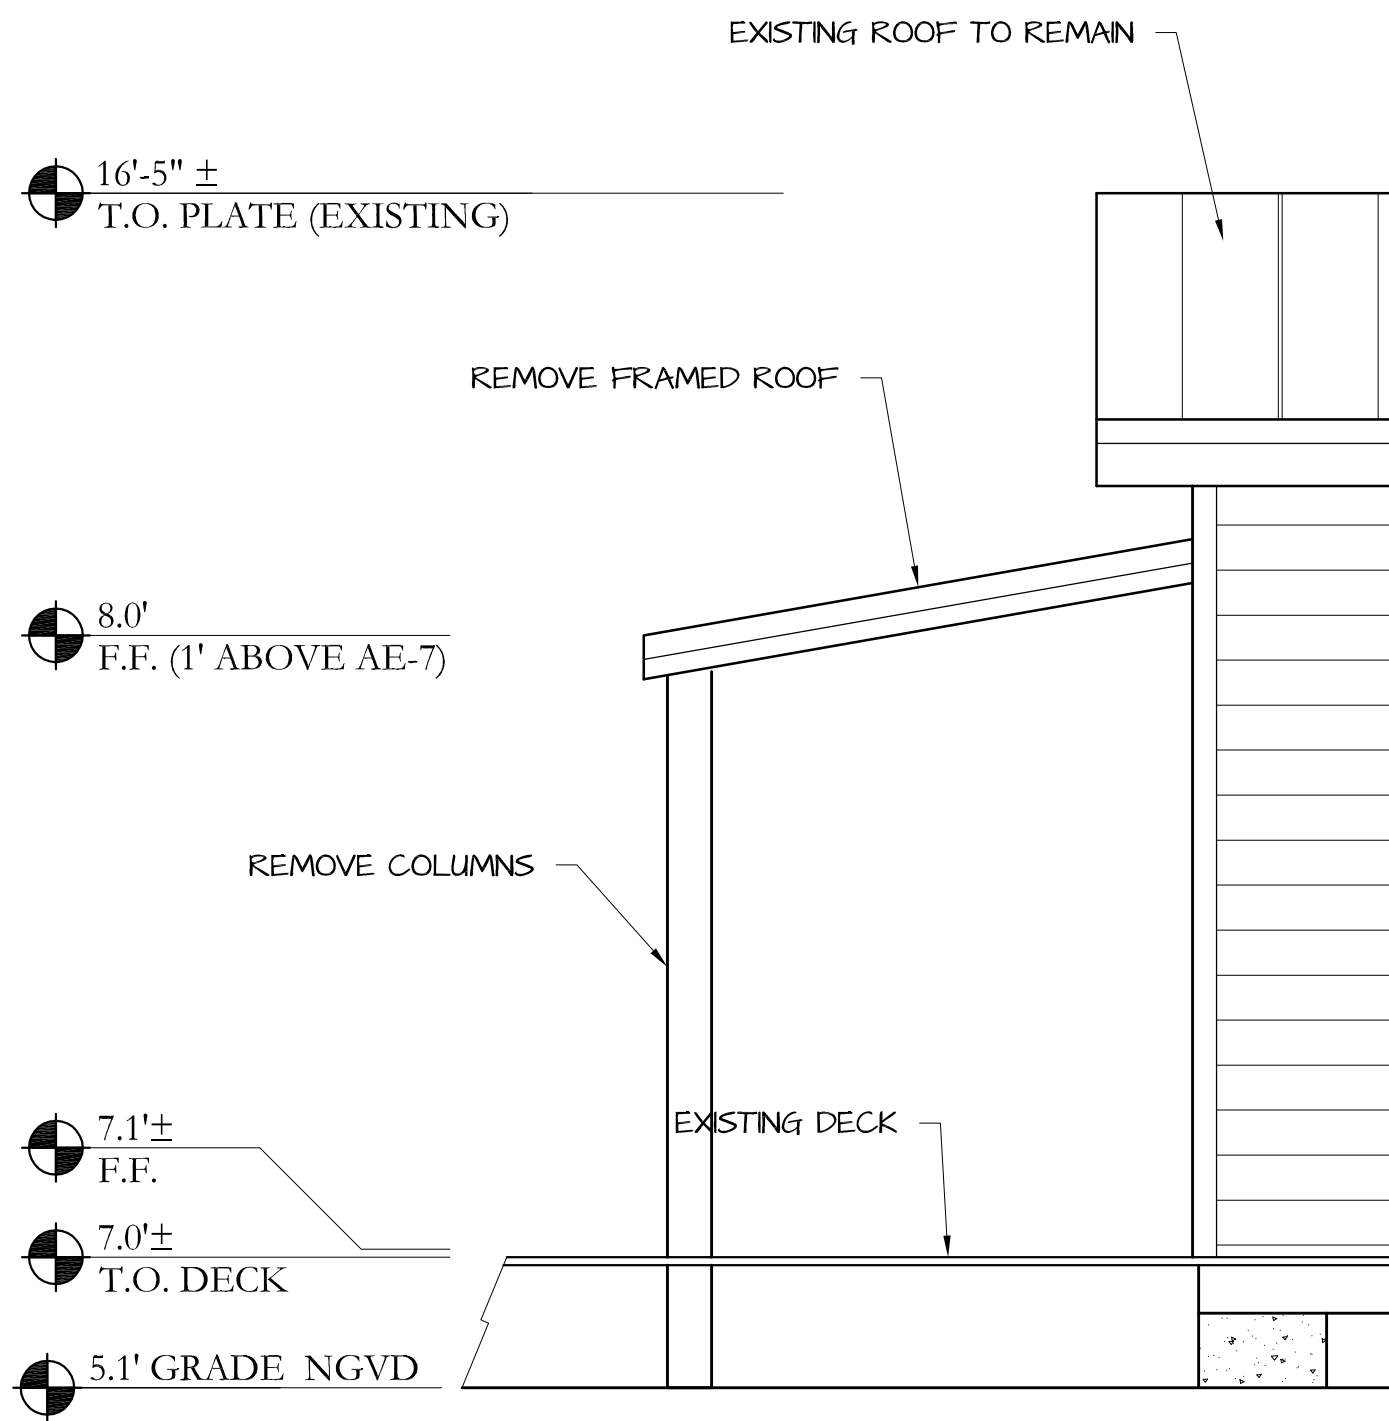 EXISTING ROOF TO REMAIN
16'-5" ±
T.O. PLATE (EXISTING)
REMOVE FRAMED ROOF
8.0'
F.F. (1' ABOVE AE-7)
REMOVE COLUMNS
7.1'±
F.F.
EXISTING DECK
7.0'±
T.O. DECK
5.1' GRADE NGVD